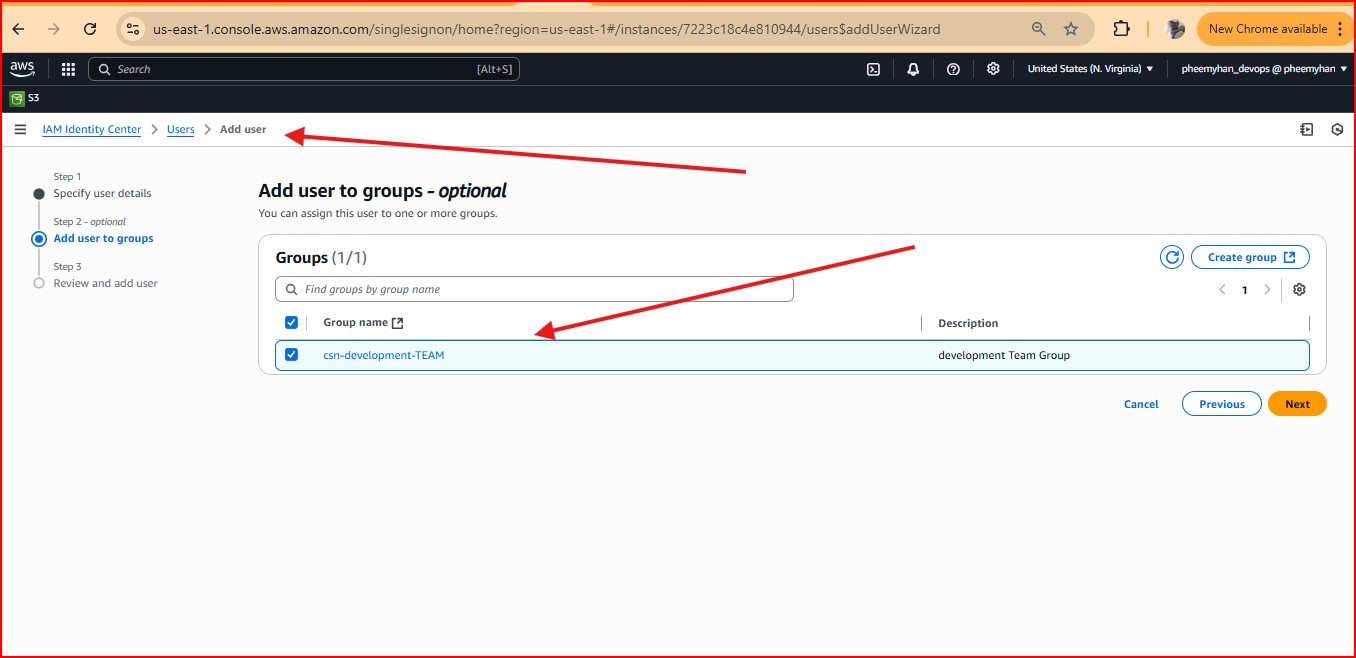 us-east-1.console.aws.amazon.com/singlesignon/home?region=us-east-1#/instances/7223c18c4e810944/users$addUserWizard
New Chrome available
aws
Search
[Alt+S]
United States (N. Virginia)
pheemyhan_devops @ pheemyhan
S3
IAM Identity Center
Users
Add user
Step 1
Specify user details
Step 2 - optional
Add user to groups
Step 3
Review and add user
Add user to groups - optional
You can assign this user to one or more groups.
Groups (1/1)
Create group
Find groups by group name
1
Group name
Description
csn-development-TEAM
development Team Group
Cancel
Previous
Next